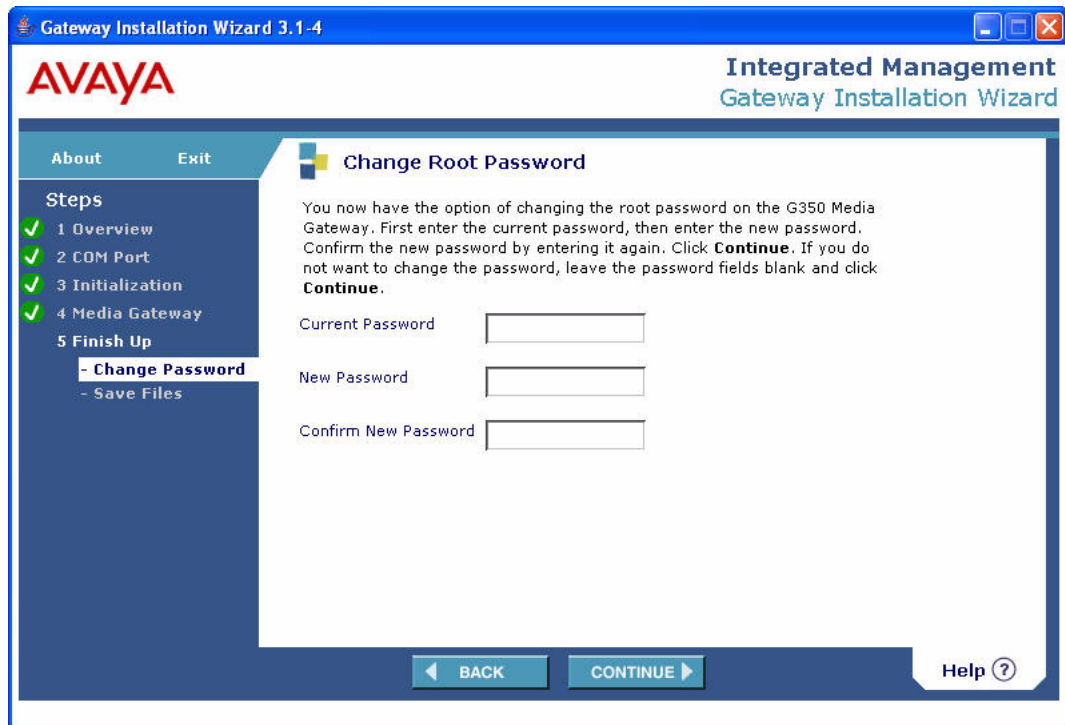 Gateway Installation Wizard 3.1-4
AVAYA
Integrated Management
Gateway Installation Wizard
About Exit
Steps
1 Overview
2 COM Port
3 Initialization
4 Media Gateway
5 Finish Up
- Change Password
- Save Files
Change Root Password
You now have the option of changing the root password on the G350 Media
Gateway. First enter the current password, then enter the new password.
Confirm the new password by entering it again. Click Continue. If you do
not want to change the password, leave the password fields blank and click
Continue.
Current Password
New Password
Confirm New Password
BACK
CONTINUE
Help ?